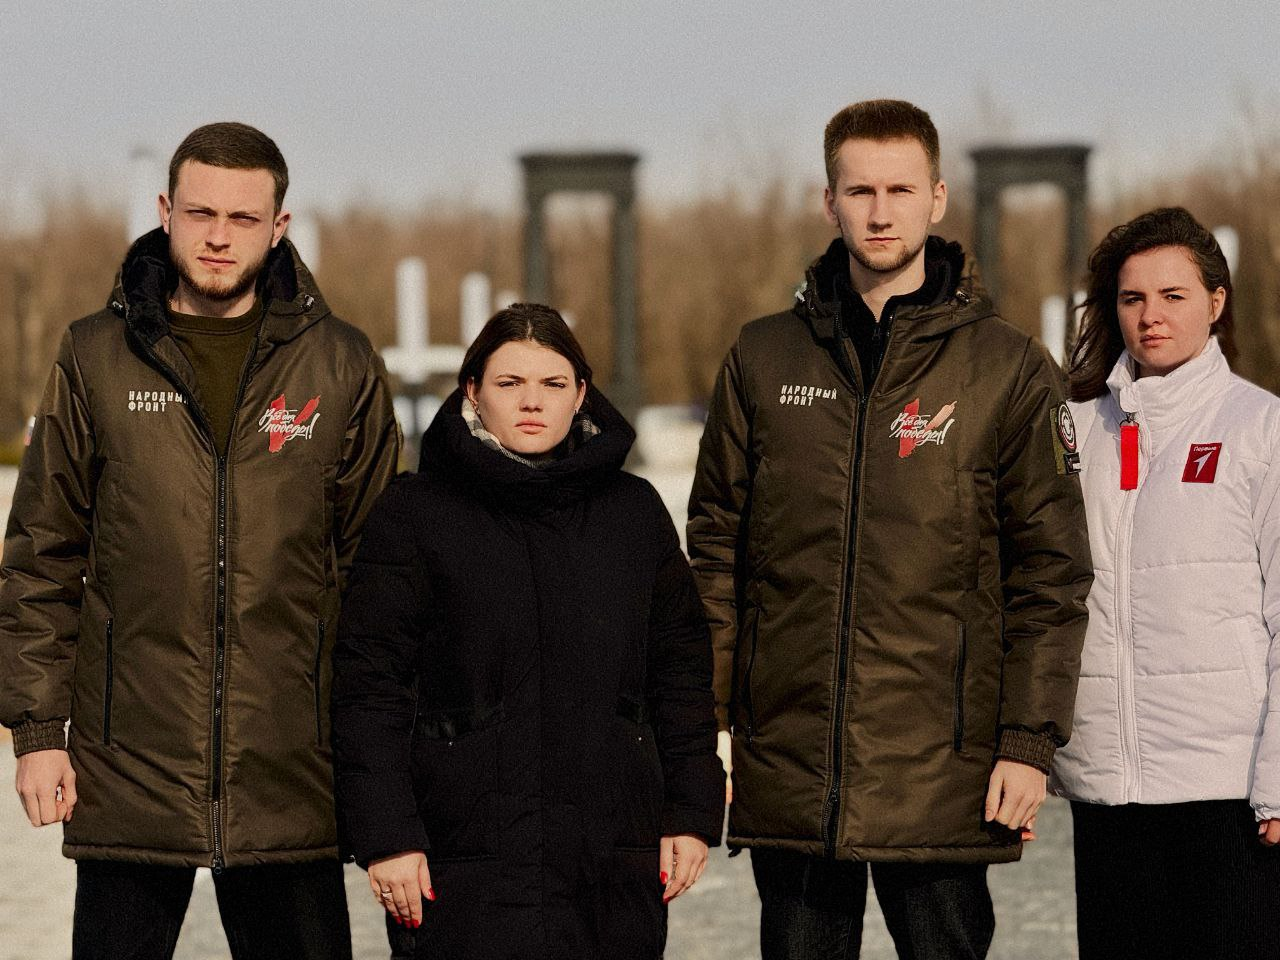 НАРОДНЫЙ
ФРОНТ
Всё для
победы!
НАРОДНЫЙ
ФРОНТ
Всё для
победы!
Первые